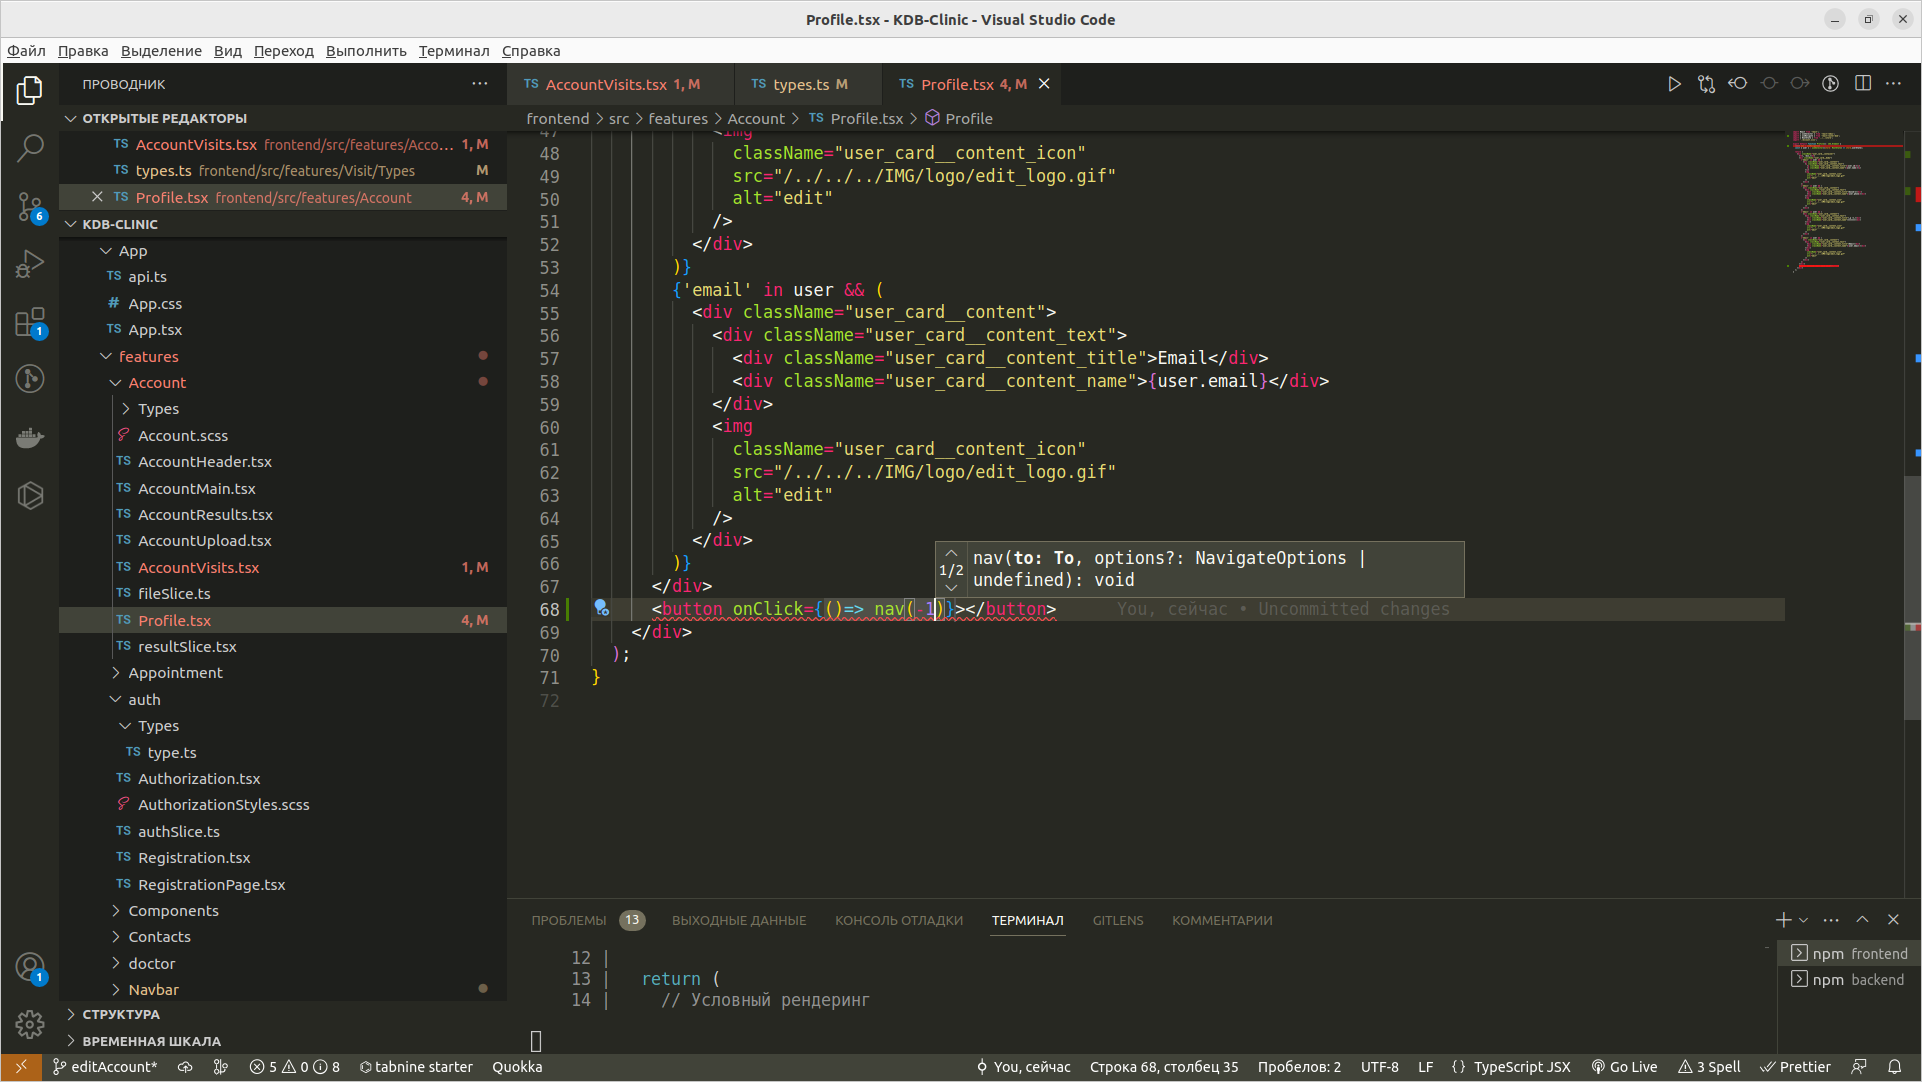 Profile.tsx - KDB-Clinic - Visual Studio Code
Файл Правка Выделение Вид Переход Выполнить Терминал Справка
ПРОВОДНИК
ОТКРЫТЫЕ РЕДАКТОРЫ
TS AccountVisits.tsx frontend/src/features/Acco... 1, M
TS types.ts frontend/src/features/Visit/Types M
TS Profile.tsx frontend/src/features/Account 4, M
KDB-CLINIC
App
TS api.ts
# App.css
TS App.tsx
features
Account
Types
Account.scss
TS AccountHeader.tsx
TS AccountMain.tsx
TS AccountResults.tsx
TS AccountUpload.tsx
TS AccountVisits.tsx 1, M
TS fileSlice.ts
TS Profile.tsx 4, M
TS resultSlice.tsx
Appointment
auth
Types
TS type.ts
TS Authorization.tsx
AuthorizationStyles.scss
TS authSlice.ts
TS Registration.tsx
TS RegistrationPage.tsx
Components
Contacts
doctor
Navbar
СТРУКТУРА
ВРЕМЕННАЯ ШКАЛА
6
1
1
TS AccountVisits.tsx 1, M TS types.ts M TS Profile.tsx 4, M
frontend > src > features > Account > TS Profile.tsx > Profile
47 <img
48 className="user_card__content_icon"
49 src="/../../../IMG/logo/edit_logo.gif"
50 alt="edit"
51 />
52 </div>
53 )}
54 {'email' in user && (
55 <div className="user_card__content">
56 <div className="user_card__content_text">
57 <div className="user_card__content_title">Email</div>
58 <div className="user_card__content_name">{user.email}</div>
59 </div>
60 <img
61 className="user_card__content_icon"
62 src="/../../../IMG/logo/edit_logo.gif"
63 alt="edit"
64 />
65 </div>
66 )}
67 </div>
68 <button onClick={()=> nav(-1)}></button> You, сейчас • Uncommitted changes
69 </div>
70 );
71 }
72
1/2
nav(to: To, options?: NavigateOptions |
undefined): void
ПРОБЛЕМЫ 13 ВЫХОДНЫЕ ДАННЫЕ КОНСОЛЬ ОТЛАДКИ ТЕРМИНАЛ GITLENS КОММЕНТАРИИ
12 |
13 | return (
14 | // Условный рендеринг
npm frontend
npm backend
editAccount* 5 0 8 tabnine starter Quokka You, сейчас Строка 68, столбец 35 Пробелов: 2 UTF-8 LF {} TypeScript JSX Go Live 3 Spell Prettier